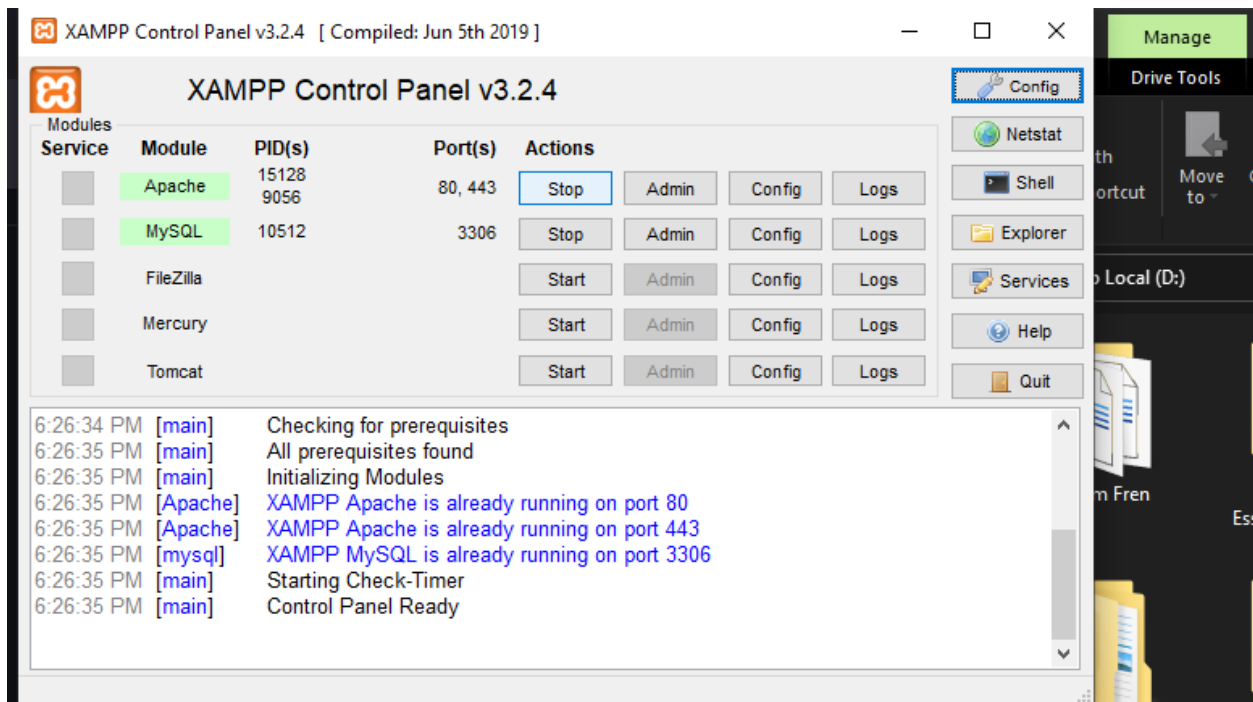 XAMPP Control Panel v3.2.4 [ Compiled: Jun 5th 2019 ]
XAMPP Control Panel v3.2.4
Modules
Service Module PID(s) Port(s) Actions
Apache 15128 9056 80, 443 Stop Admin Config Logs
MySQL 10512 3306 Stop Admin Config Logs
FileZilla Start Admin Config Logs
Mercury Start Admin Config Logs
Tomcat Start Admin Config Logs
Config
Netstat
Shell
Explorer
Services
Help
Quit
6:26:34 PM [main] Checking for prerequisites
6:26:35 PM [main] All prerequisites found
6:26:35 PM [main] Initializing Modules
6:26:35 PM [Apache] XAMPP Apache is already running on port 80
6:26:35 PM [Apache] XAMPP Apache is already running on port 443
6:26:35 PM [mysql] XAMPP MySQL is already running on port 3306
6:26:35 PM [main] Starting Check-Timer
6:26:35 PM [main] Control Panel Ready
Manage
Drive Tools
th
ortcut
Move
to
Local (D:)
m Fren
Es